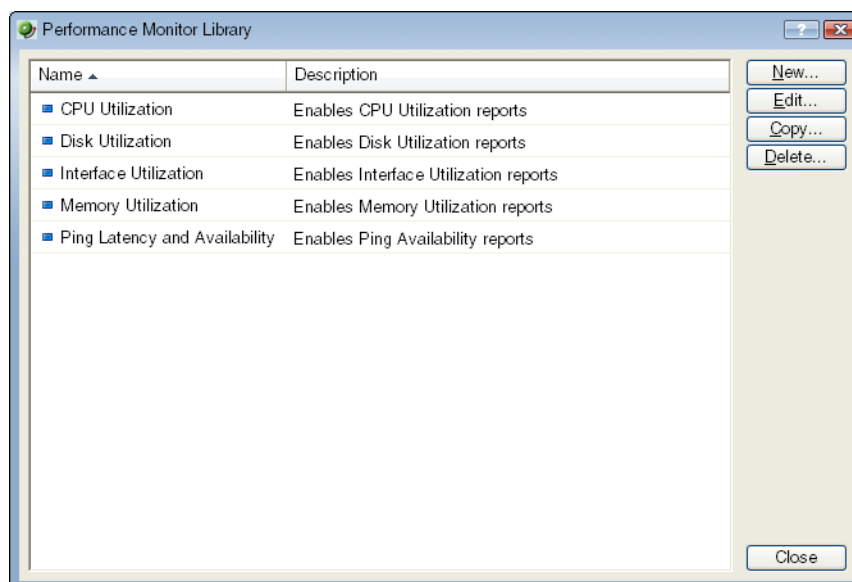 Performance Monitor Library
Name Description
CPU Utilization Enables CPU Utilization reports
Disk Utilization Enables Disk Utilization reports
Interface Utilization Enables Interface Utilization reports
Memory Utilization Enables Memory Utilization reports
Ping Latency and Availability Enables Ping Availability reports
New...
Edit...
Copy...
Delete...
Close